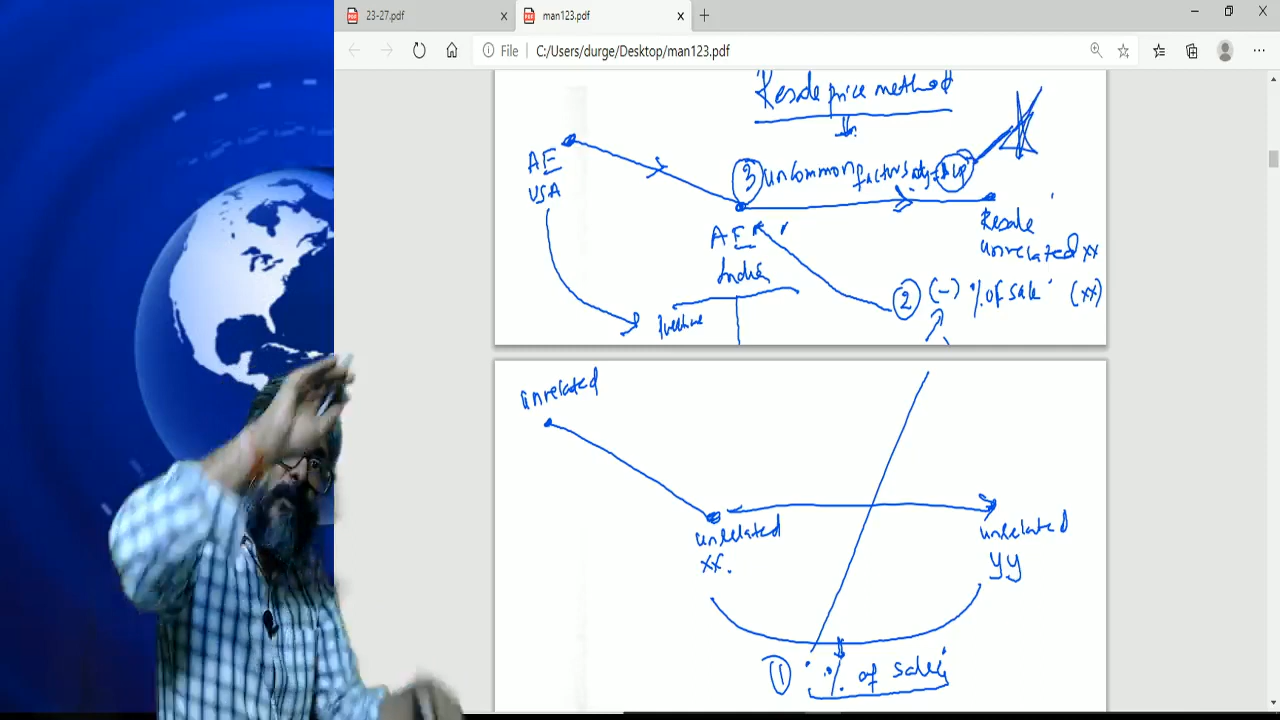 23-27.pdf
man123.pdf
File
C:/Users/durge/Desktop/man123.pdf
Resale price method
AE
USA
3 uncommon factors
AE
India
Resale
unrelated xx
2 (-) % of sale (xx)
unrelated
unrelated
xx.
unrelated
yy
1 % of sales